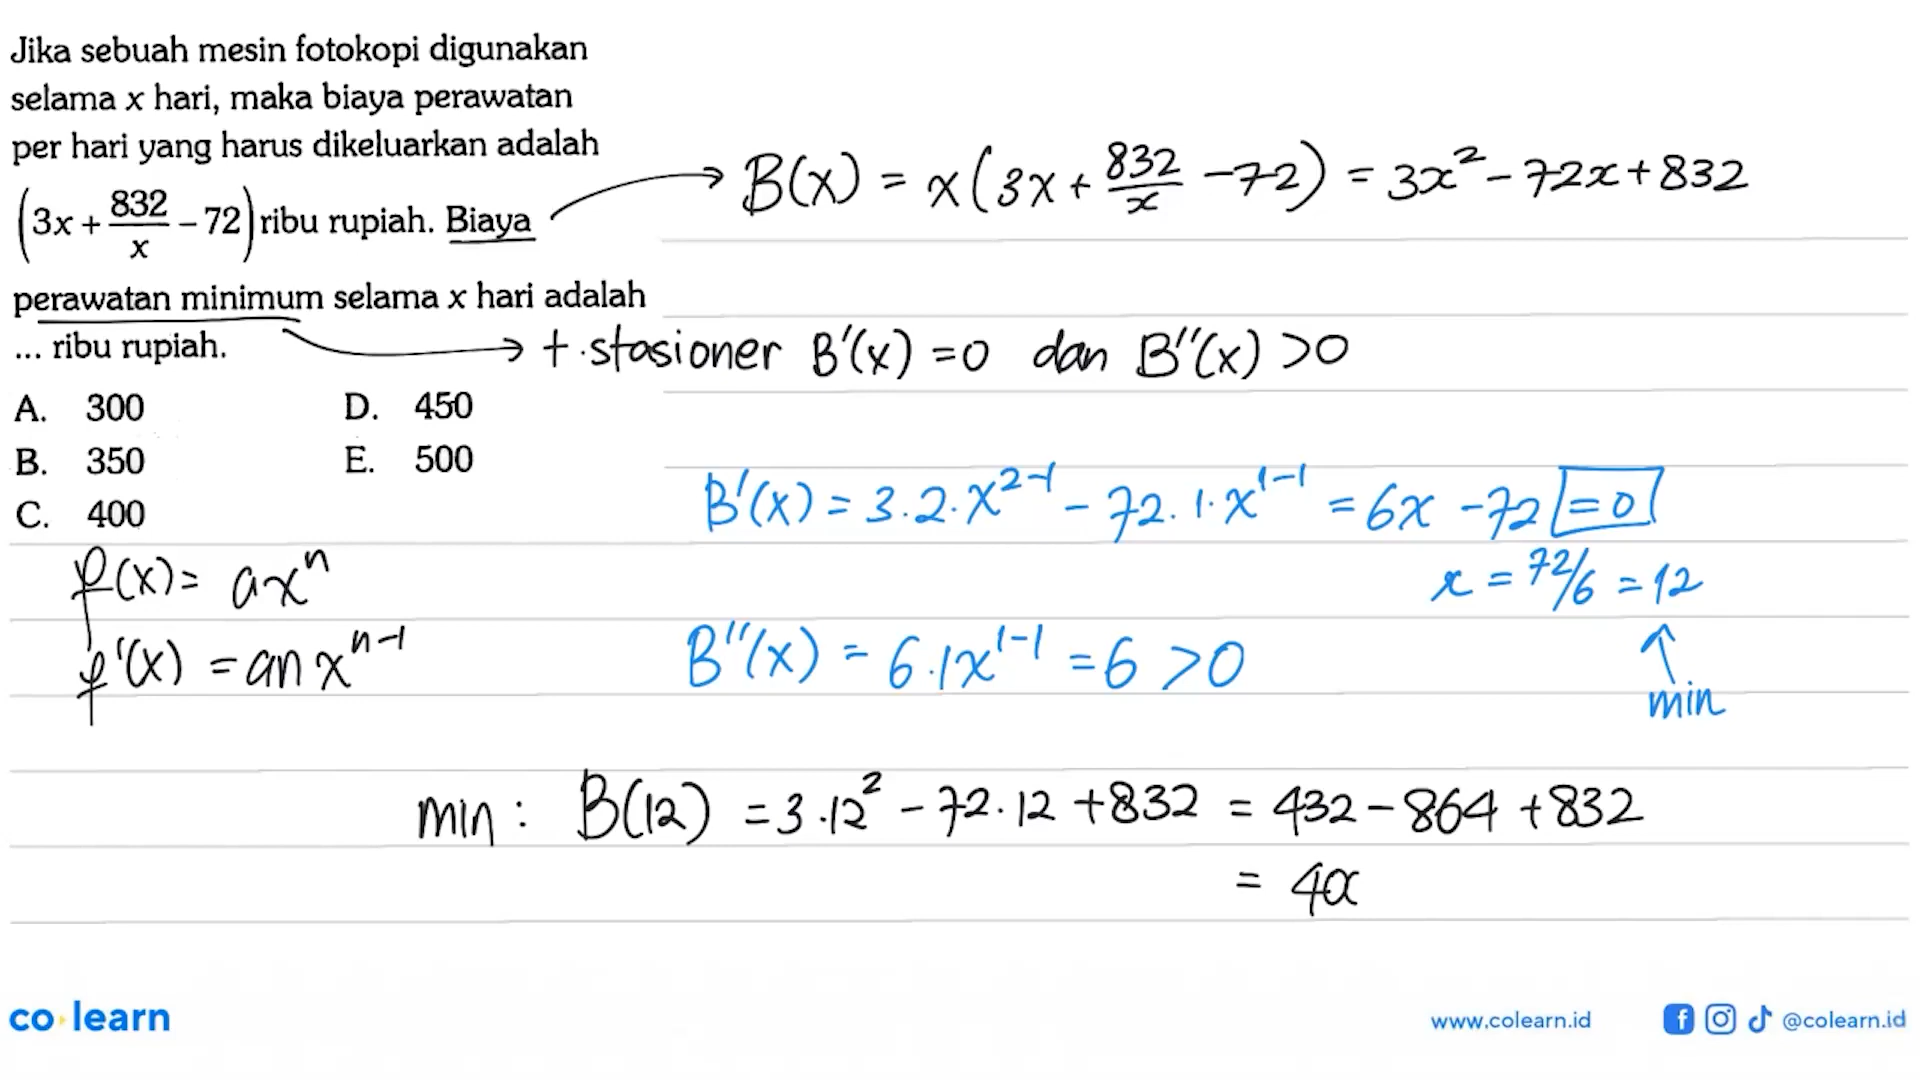 Jika sebuah mesin fotokopi digunakan
selama x hari, maka biaya perawatan
per hari yang harus dikeluarkan adalah
(3x + 832/x - 72) ribu rupiah. Biaya
perawatan minimum selama x hari adalah
... ribu rupiah.
A. 300
B. 350
C. 400
D. 450
E. 500
B(x) = x(3x + 832/x - 72) = 3x² - 72x + 832
t. stasioner B'(x) = 0 dan B''(x) > 0
B'(x) = 3.2.x^(2-1) - 72.1.x^(1-1) = 6x - 72 = 0
x = 72/6 = 12
min
B''(x) = 6.1x^(1-1) = 6 > 0
f(x) = ax^n
f'(x) = anx^(n-1)
min : B(12) = 3.12² - 72.12 + 832 = 432 - 864 + 832
= 400
co learn
www.colearn.id
@colearn.id